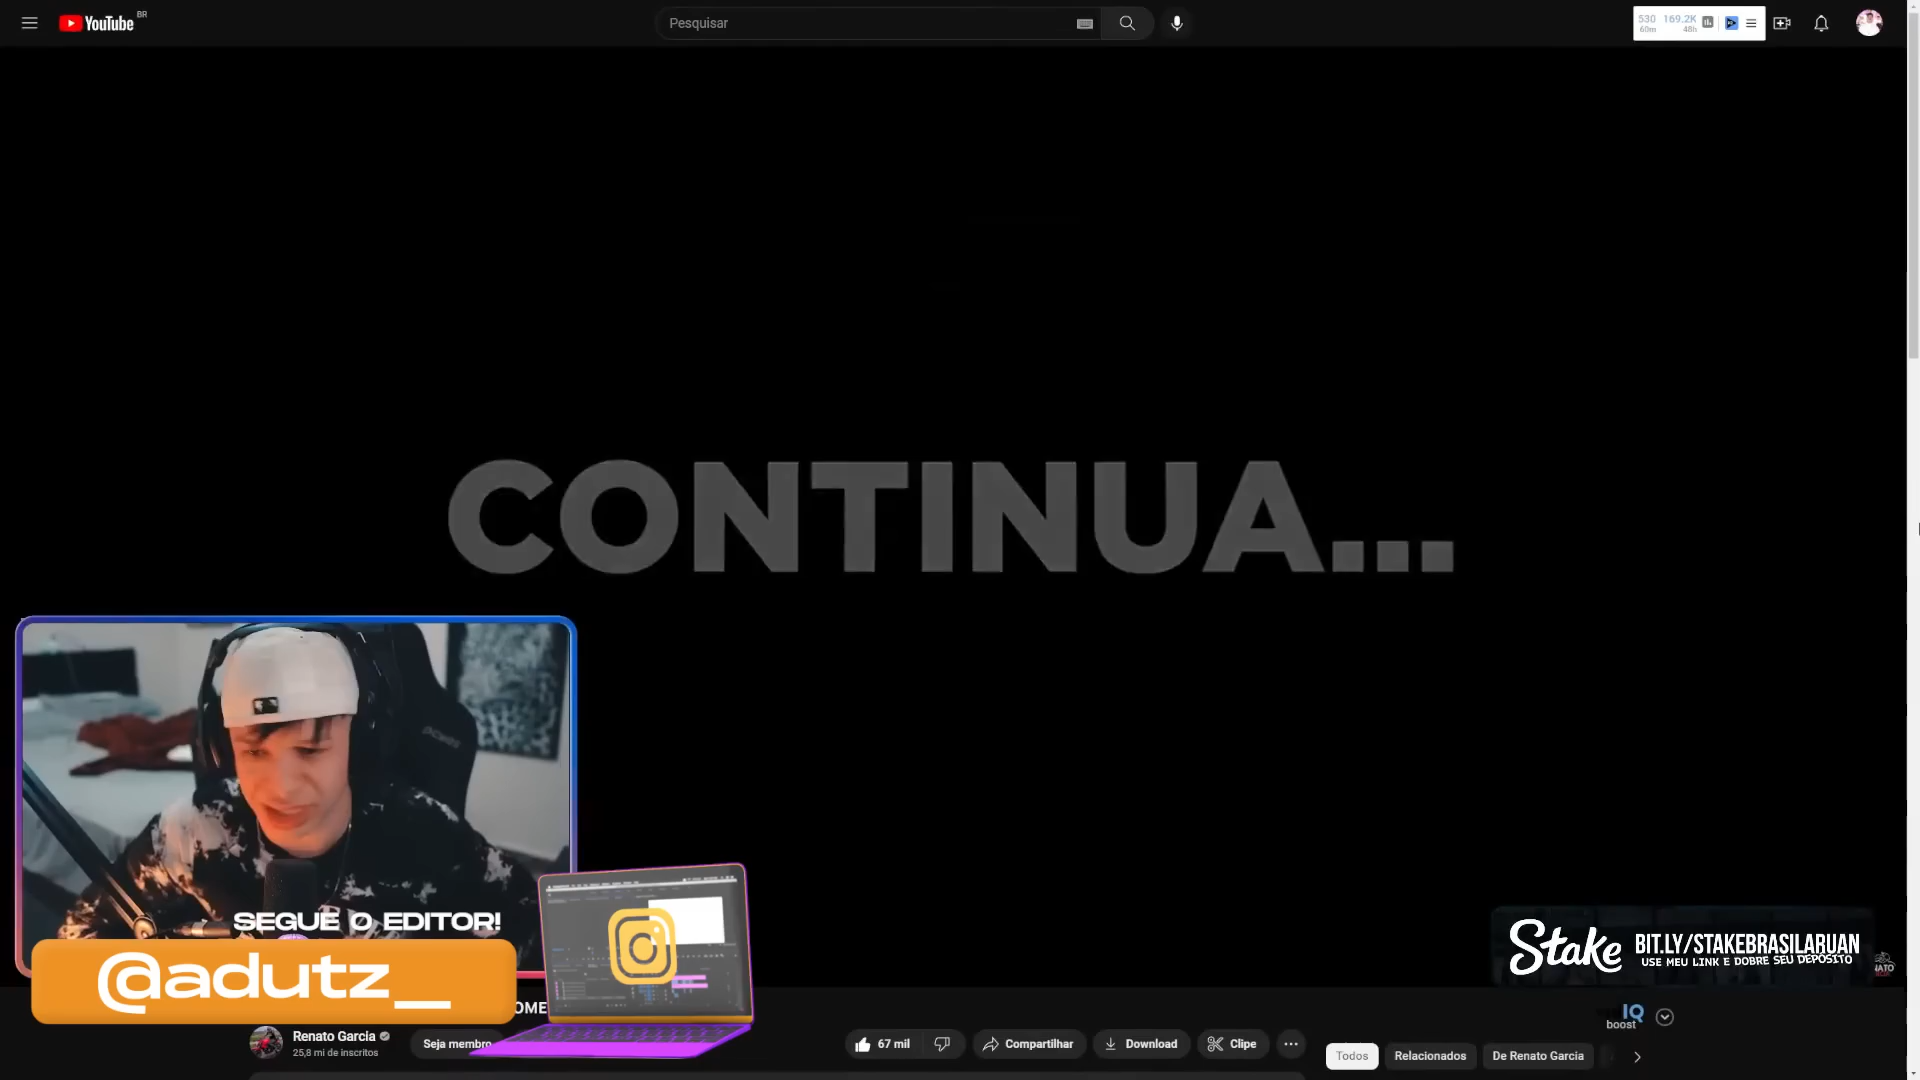 YouTube BR
Pesquisar
530 169.2K
60m 48h
CONTINUA...
SEGUE O EDITOR!
@adutz_
Stake BIT.LY/STAKEBRASILARUAN
USE MEU LINK E DOBRE SEU DEPÓSITO
OME
IQ
boost
Renato Garcia
25,8 mi de inscritos
Seja membro
67 mil
Compartilhar
Download
Clipe
Todos
Relacionados
De Renato Garcia